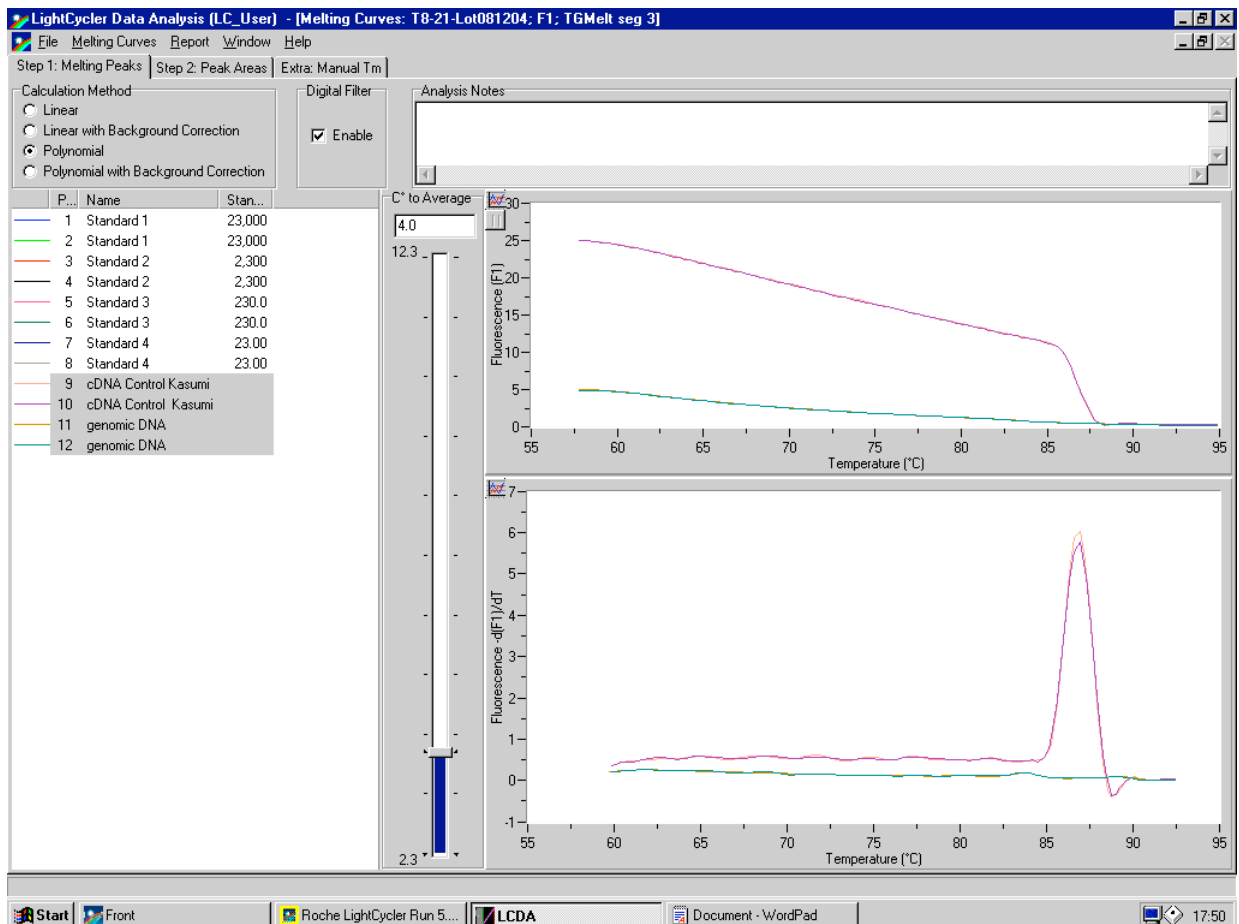 LightCycler Data Analysis (LC_User) - [Melting Curves: T8-21-Lot081204; F1; TGMelt seg 3]
File Melting Curves Report Window Help
Step 1: Melting Peaks Step 2: Peak Areas Extra: Manual Tm
Calculation Method
Linear
Linear with Background Correction
Polynomial
Polynomial with Background Correction
Digital Filter
Enable
Analysis Notes
P... Name Stan...
1 Standard 1 23,000
2 Standard 1 23,000
3 Standard 2 2,300
4 Standard 2 2,300
5 Standard 3 230.0
6 Standard 3 230.0
7 Standard 4 23.00
8 Standard 4 23.00
9 cDNA Control Kasumi
10 cDNA Control Kasumi
11 genomic DNA
12 genomic DNA
C° to Average
4.0
12.3
2.3
30
25
20
15
10
5
0
Fluorescence (F1)
55 60 65 70 75 80 85 90 95
Temperature (°C)
7
6
5
4
3
2
1
0
-1
Fluorescence -d(F1)/dT
55 60 65 70 75 80 85 90 95
Temperature (°C)
Start Front Roche LightCycler Run 5.... LCDA Document - WordPad 17:50